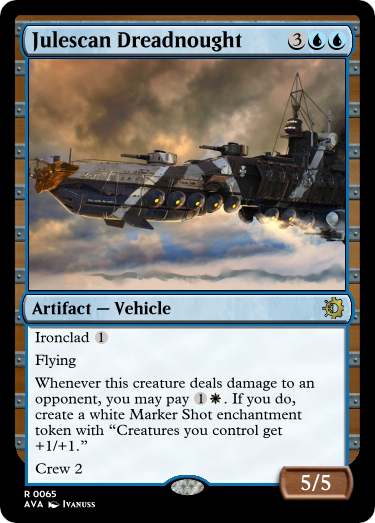 Julescan Dreadnought 3
Artifact — Vehicle
Ironclad 1
Flying
Whenever this creature deals damage to an
opponent, you may pay 1. If you do,
create a white Marker Shot enchantment
token with “Creatures you control get
+1/+1.”
Crew 2
5/5
R 0065
AVA Ivanuss